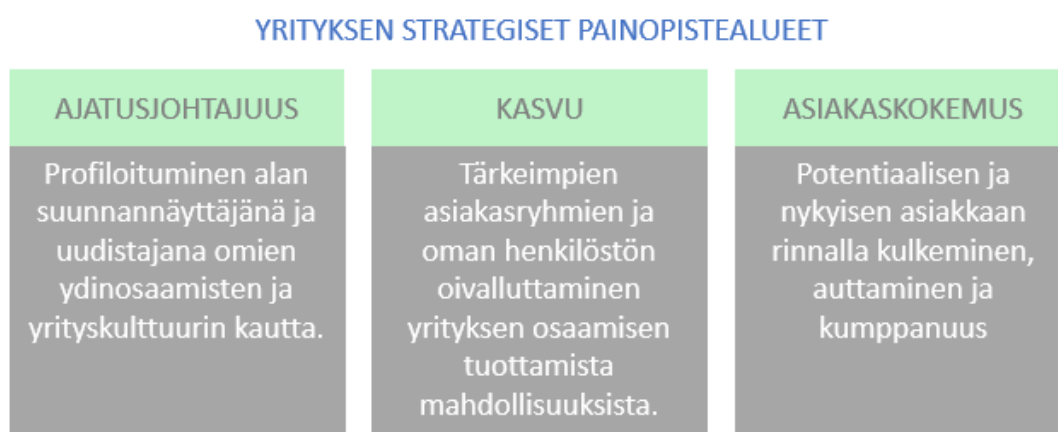 YRITYKSEN STRATEGISET PAINOPISTEALUEET
AJATUSJOHTAJUUS
Profiloituminen alan
suunnannäyttäjänä ja
uudistajana omien
ydinosaamisten ja
yrityskulttuurin kautta.
KASVU
Tärkeimpien
asiakasryhmien ja
oman henkilöstön
oivalluttaminen
yrityksen osaamisen
tuottamista
mahdollisuuksista.
ASIAKASKOKEMUS
Potentiaalisen ja
nykyisen asiakkaan
rinnalla kulkeminen,
auttaminen ja
kumppanuus